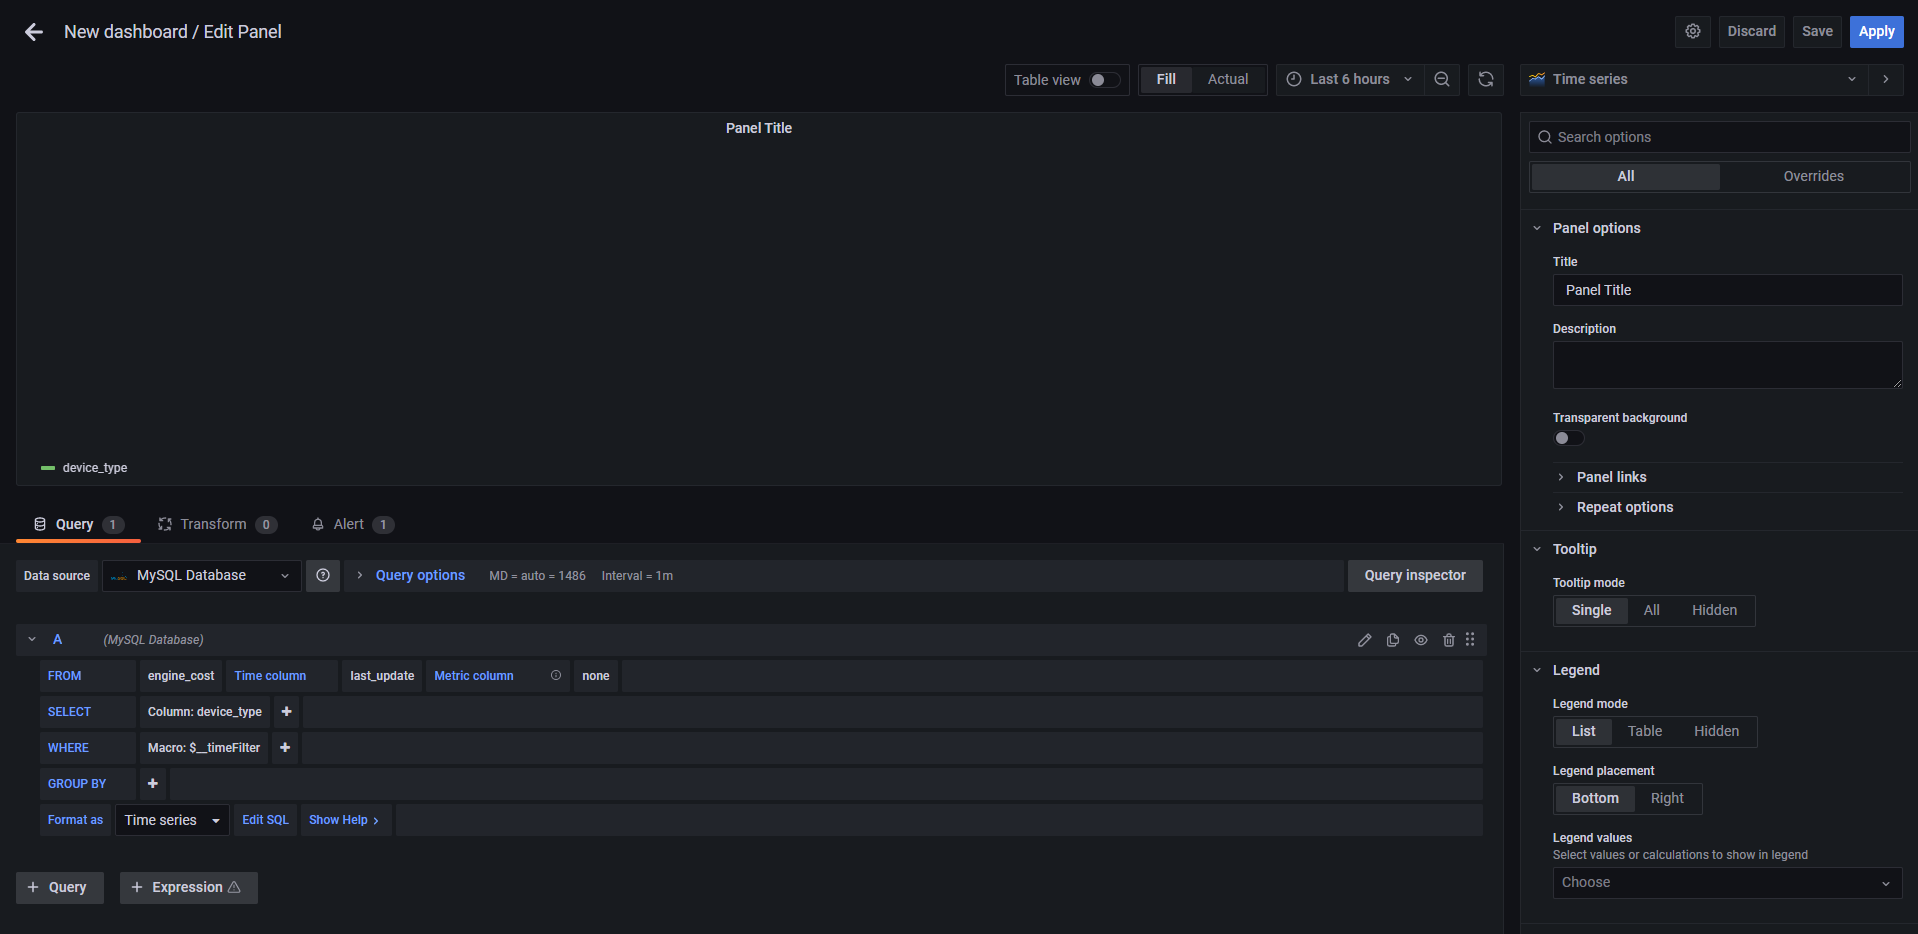 New dashboard / Edit Panel
Discard
Save
Apply
Table view
Fill
Actual
Last 6 hours
Time series
Panel Title
device_type
Search options
All
Overrides
Panel options
Title
Panel Title
Description
Transparent background
Panel links
Repeat options
Tooltip
Tooltip mode
Single
All
Hidden
Legend
Legend mode
List
Table
Hidden
Legend placement
Bottom
Right
Legend values
Select values or calculations to show in legend
Choose
Query 1
Transform 0
Alert 1
Data source
MySQL Database
Query options
MD = auto = 1486
Interval = 1m
Query inspector
A
(MySQL Database)
FROM
engine_cost
Time column
last_update
Metric column
none
SELECT
Column: device_type
+
WHERE
Macro: $__timeFilter
+
GROUP BY
+
Format as
Time series
Edit SQL
Show Help >
+ Query
+ Expression